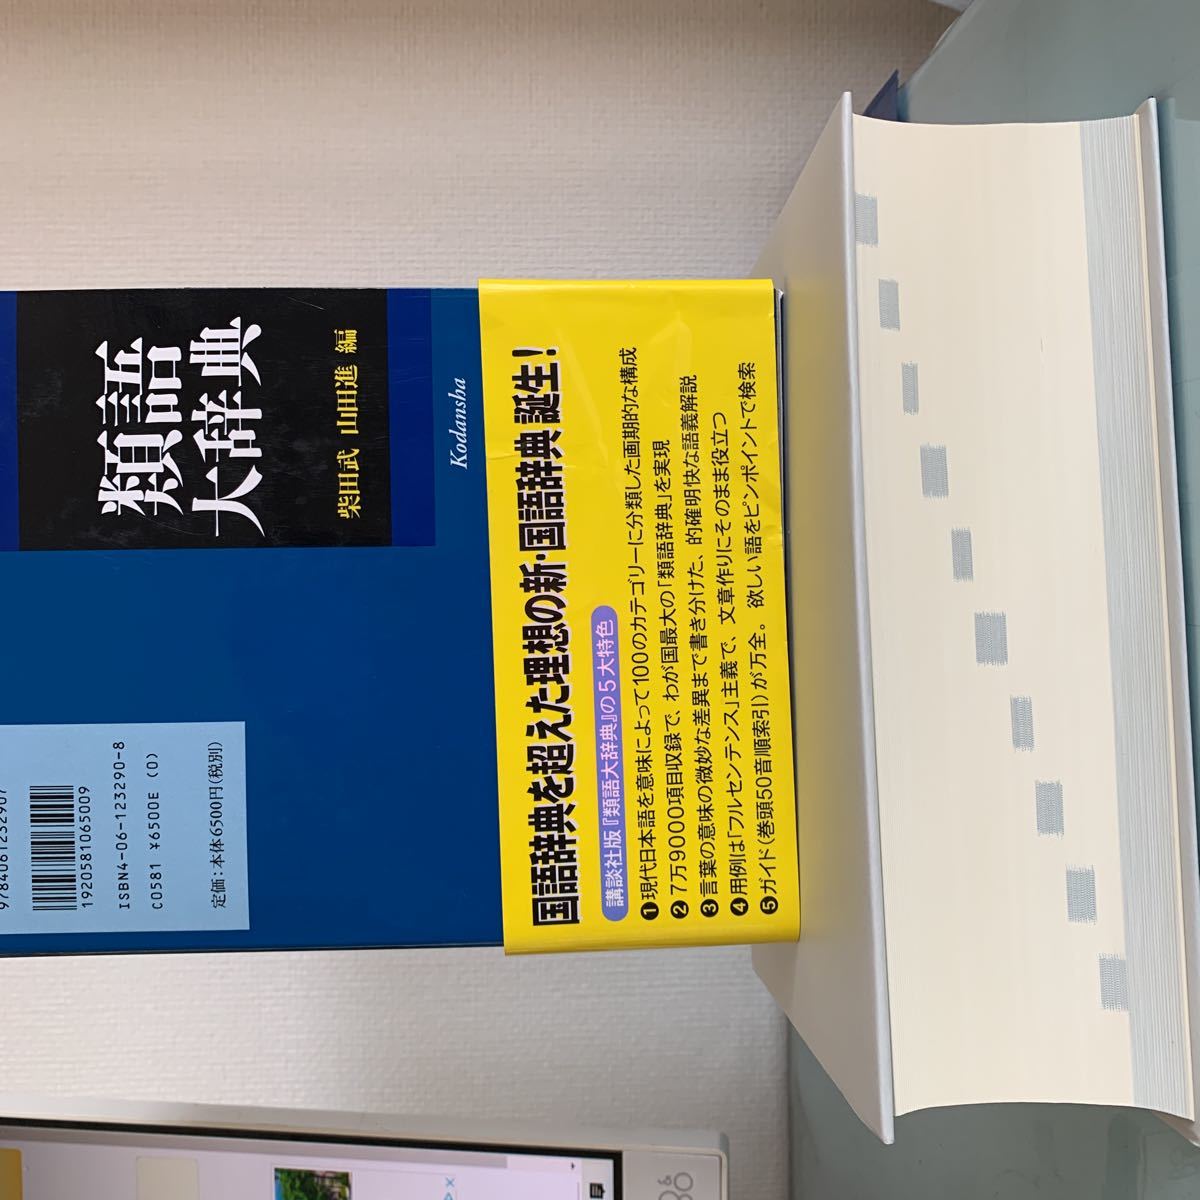 類語
大辞典
柴田武 山田進 編
Kodansha
9784061232907
1920581065009
ISBN4-06-123290-8
C0581 ¥6500E (0)
定価:本体6500円(税別)
国語辞典を超えた理想の新・国語辞典誕生!
講談社版『類語大辞典』の5大特色
❶現代日本語を意味によって100のカテゴリーに分類した画期的な構成
❷7万9000項目収録で、わが国最大の「類語辞典」を実現
❸言葉の意味の微妙な差異まで書き分けた、的確明快な語義解説
❹用例は「フルセンテンス」主義で、文章作りにそのまま役立つ
❺ガイド(巻頭50音順索引)が万全。欲しい語をピンポイントで検索